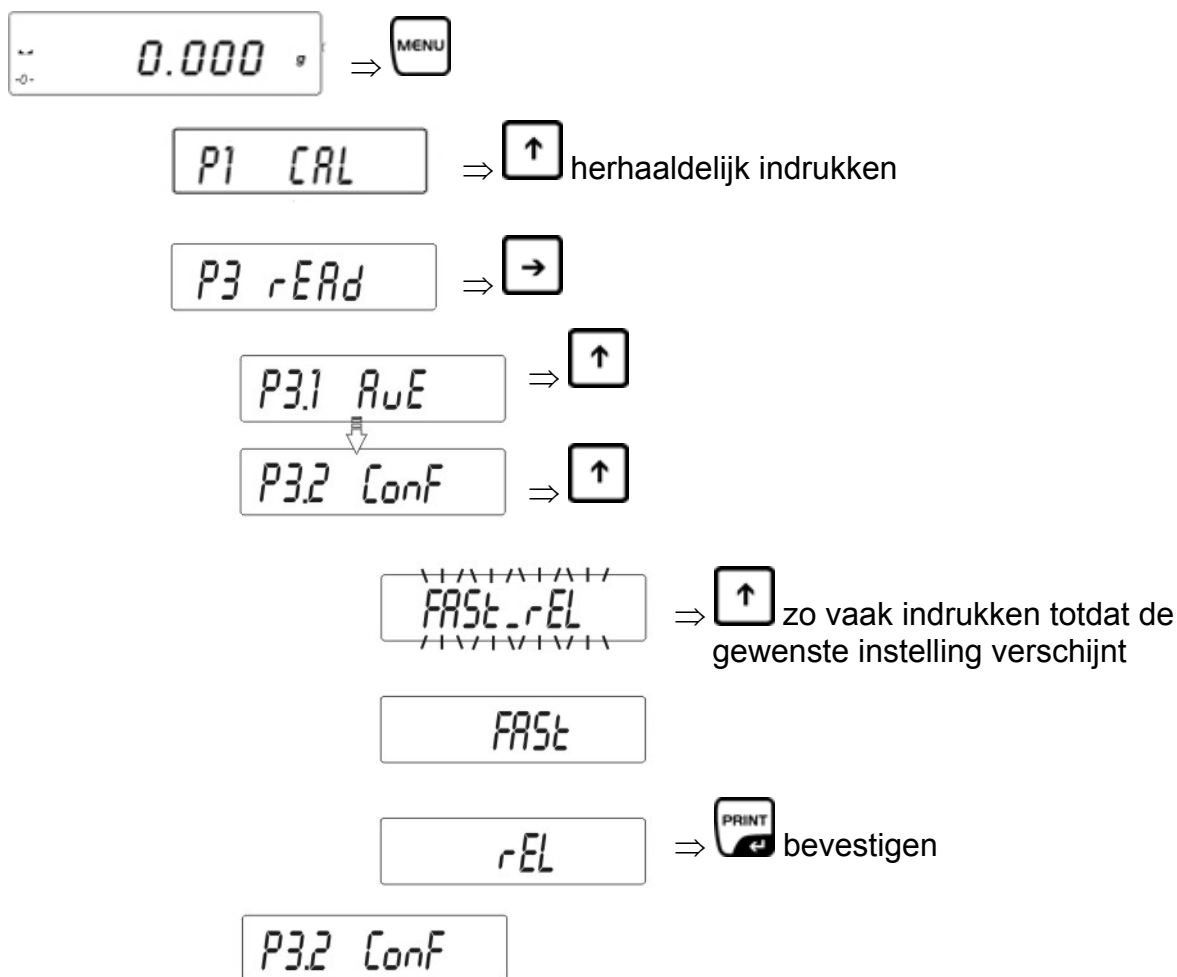 0.000 g ⇒ MENU
-0-
P1 CAL ⇒ ↑ herhaaldelijk indrukken
P3 rEAd ⇒ →
P3.1 AvE ⇒ ↑
P3.2 ConF ⇒ ↑
FASt_rEL ⇒ ↑ zo vaak indrukken totdat de
gewenste instelling verschijnt
FASt
rEL ⇒ PRINT bevestigen
P3.2 ConF